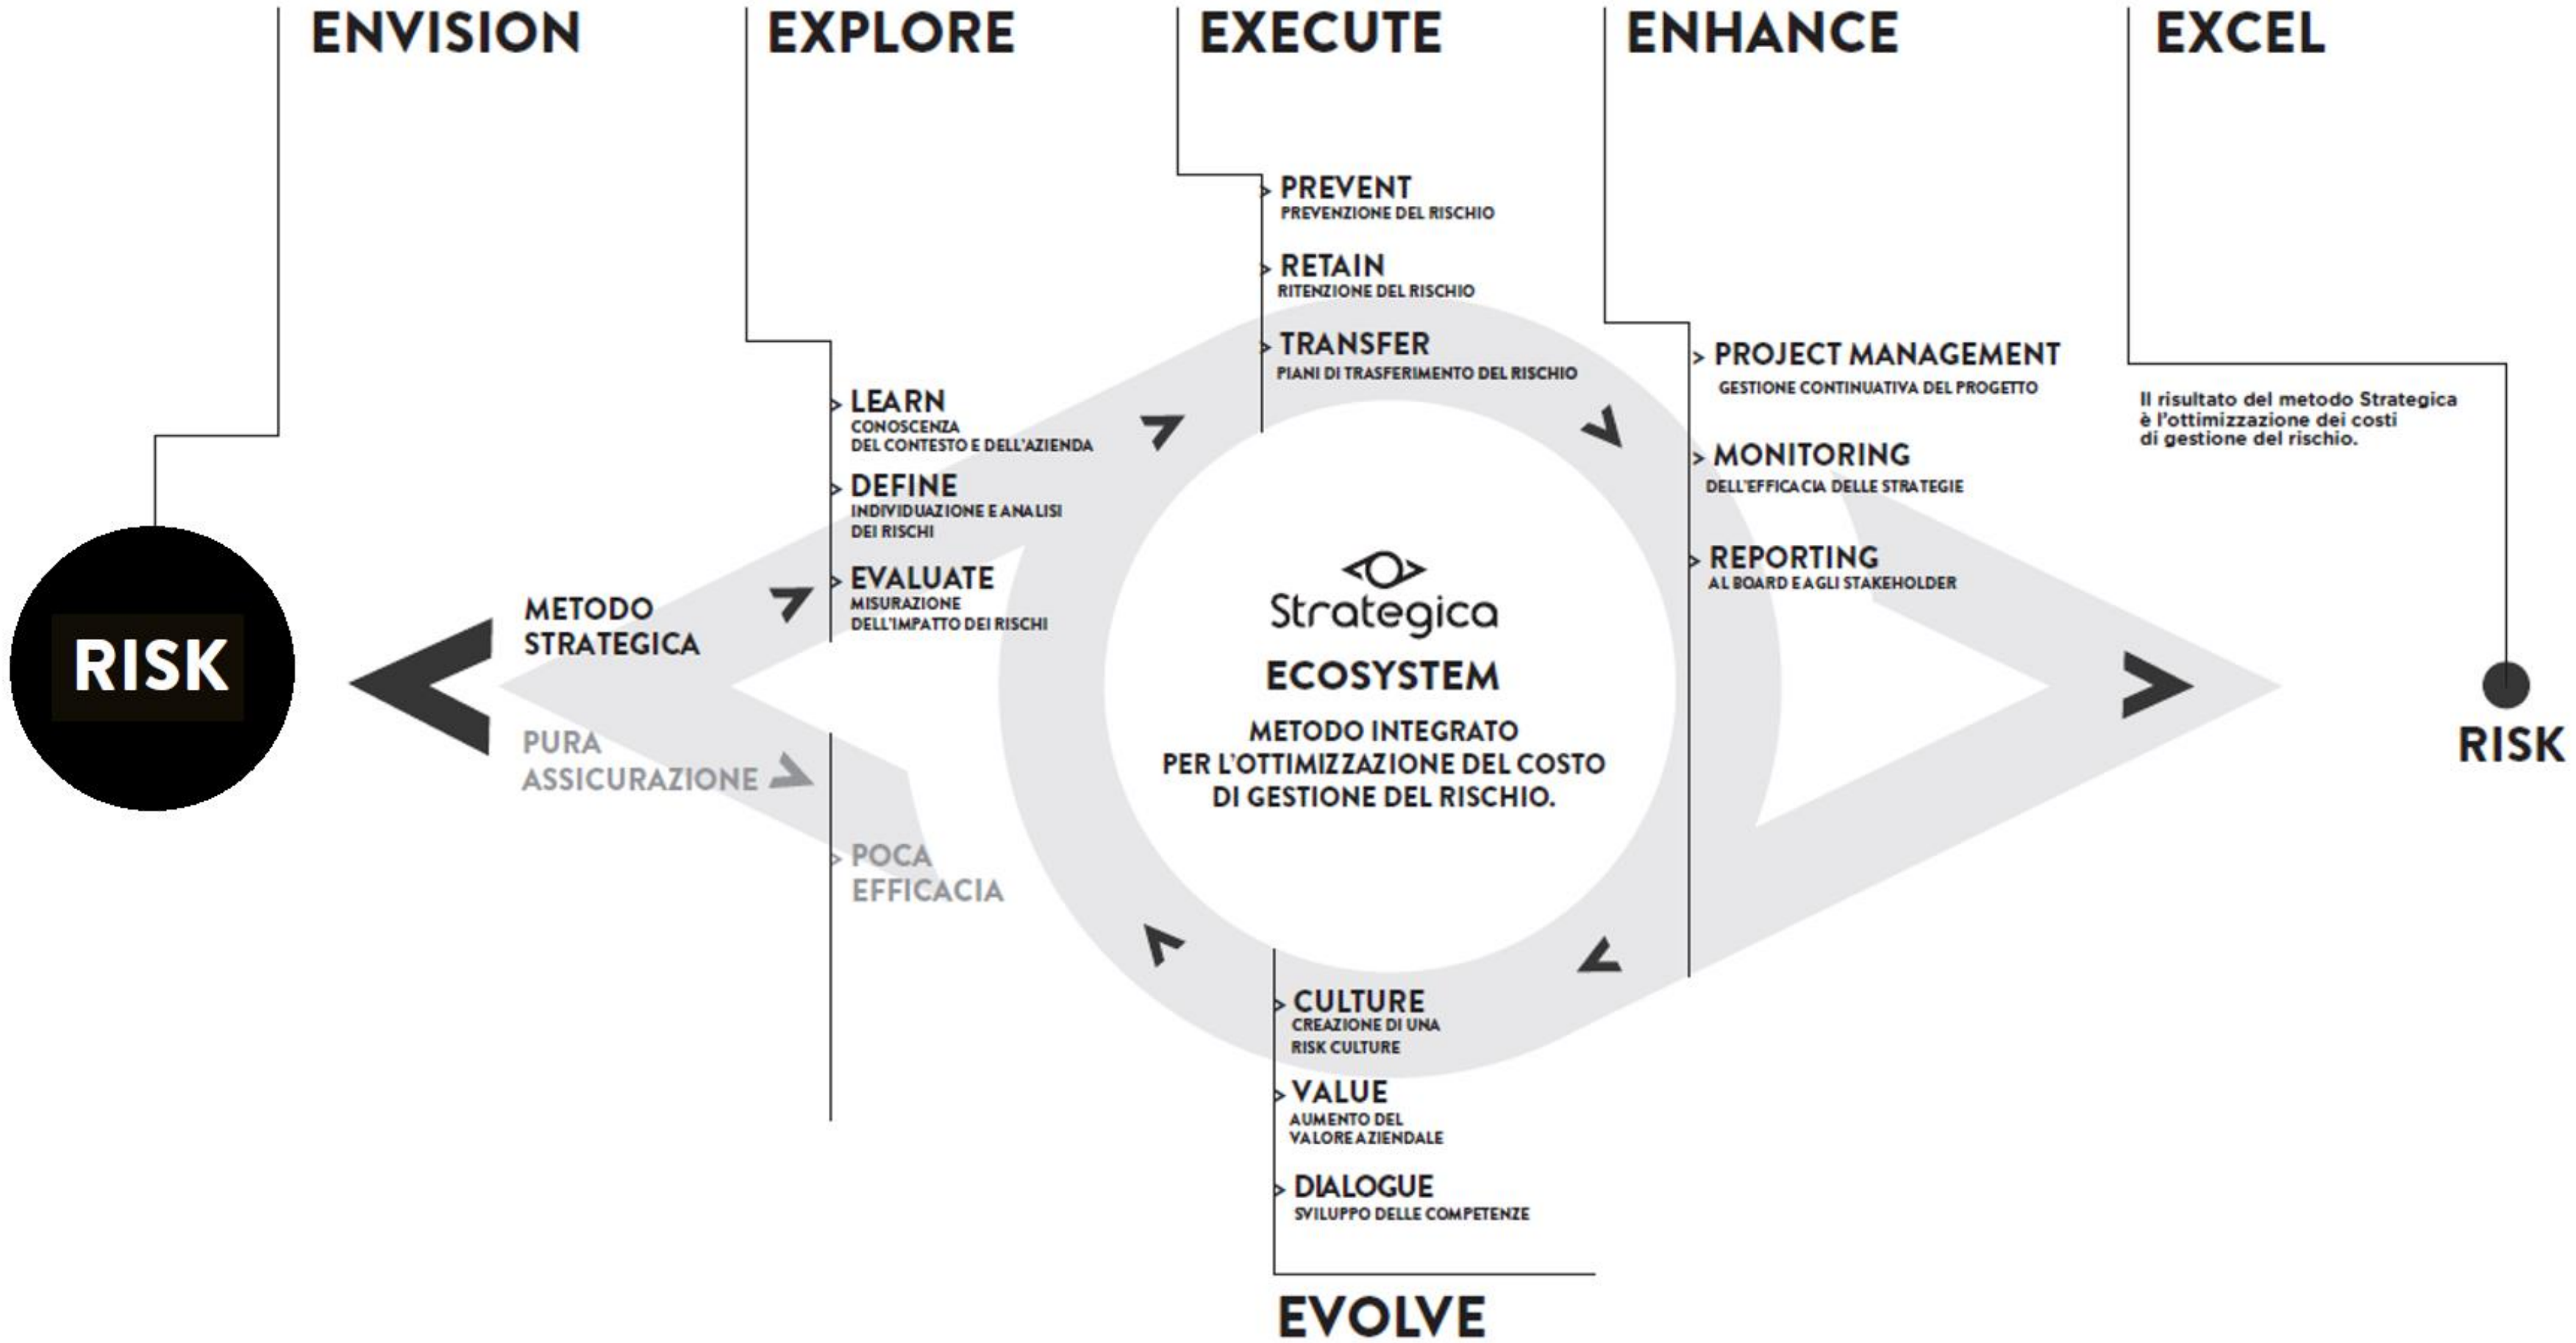 ENVISION
EXPLORE
EXECUTE
ENHANCE
EXCEL
RISK
METODO
STRATEGICA
PURA
ASSICURAZIONE
LEARN
CONOSCENZA
DEL CONTESTO E DELL'AZIENDA
DEFINE
INDIVIDUAZIONE E ANALISI
DEI RISCHI
EVALUATE
MISURAZIONE
DELL'IMPATTO DEI RISCHI
POCA
EFFICACIA
PREVENT
PREVENZIONE DEL RISCHIO
RETAIN
RITENZIONE DEL RISCHIO
TRANSFER
PIANI DI TRASFERIMENTO DEL RISCHIO
Strategica
ECOSYSTEM
METODO INTEGRATO
PER L'OTTIMIZZAZIONE DEL COSTO
DI GESTIONE DEL RISCHIO.
PROJECT MANAGEMENT
GESTIONE CONTINUATIVA DEL PROGETTO
MONITORING
DELL'EFFICACIA DELLE STRATEGIE
REPORTING
AL BOARD E AGLI STAKEHOLDER
Il risultato del metodo Strategica
è l'ottimizzazione dei costi
di gestione del rischio.
RISK
CULTURE
CREAZIONE DI UNA
RISK CULTURE
VALUE
AUMENTO DEL
VALORE AZIENDALE
DIALOGUE
SVILUPPO DELLE COMPETENZE
EVOLVE